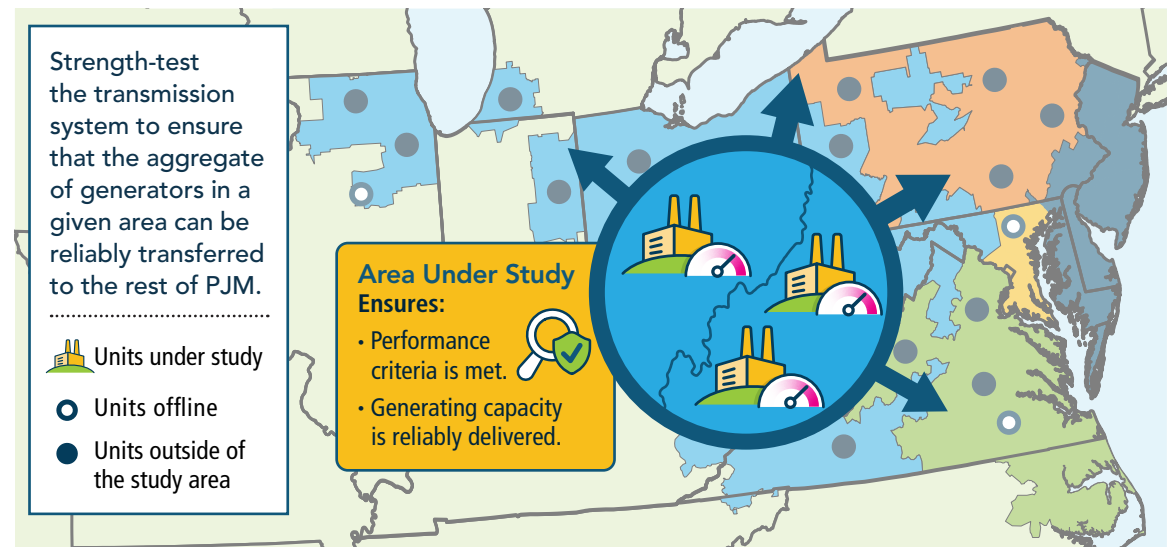 Strength-test
the transmission
system to ensure
that the aggregate
of generators in a
given area can be
reliably transferred
to the rest of PJM.
Units under study
Units offline
Units outside of
the study area
Area Under Study
Ensures:
• Performance
criteria is met.
• Generating capacity
is reliably delivered.